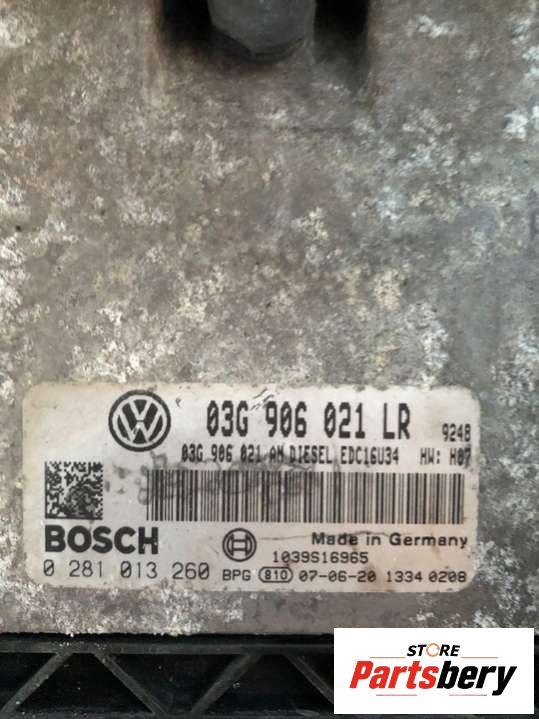 VW 03G 906 021 LR 9248
03G 906 021 AM DIESEL EDC16U34 HW: H07
BOSCH Made in Germany
1039S16965
0 281 013 260 BPG 810 07-06-20 1334 0208
STORE
Partsbery